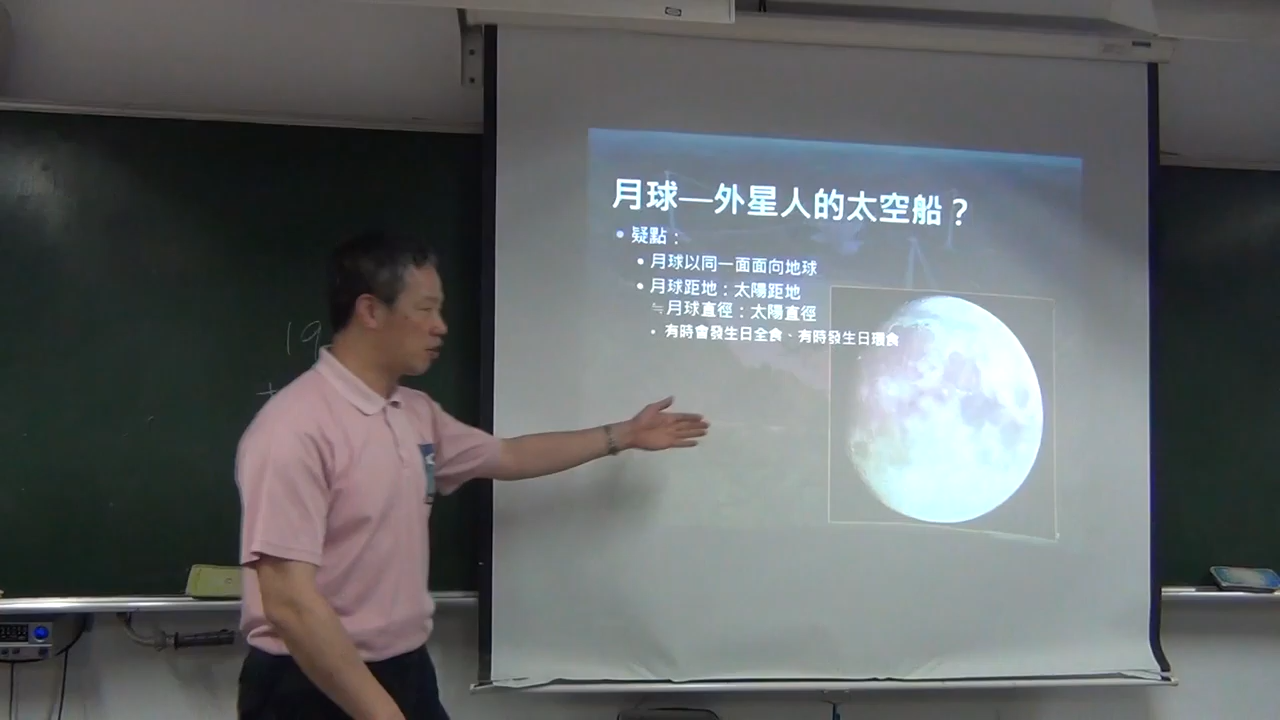 月球—外星人的太空船？
• 疑點：
• 月球以同一面面向地球
• 月球距地：太陽距地
≒月球直徑：太陽直徑
• 有時會發生日全食、有時發生日環食
19